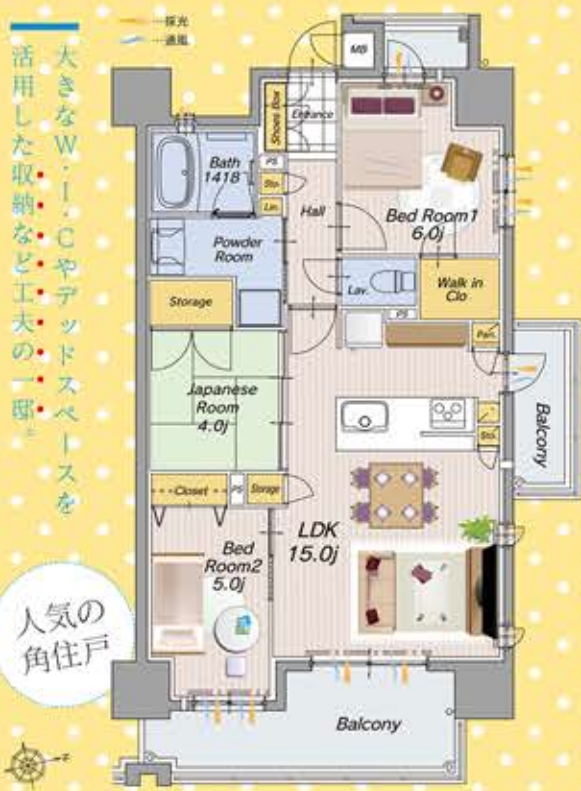 採光
通風
大きなW・I・Cやデッドスペースを
活用した収納など工夫の一邸。
人気の
角住戸
MB
Shoes Box
Entrance
Bath
1418
PS
Sto.
Lin.
Hall
Bed Room1
6.0j
Powder
Room
Lav.
Walk in
Clo
Storage
PS
Pan.
Japanese
Room
4.0j
Balcony
Sto.
Closet
PS
Storage
LDK
15.0j
Bed
Room2
5.0j
Balcony
N